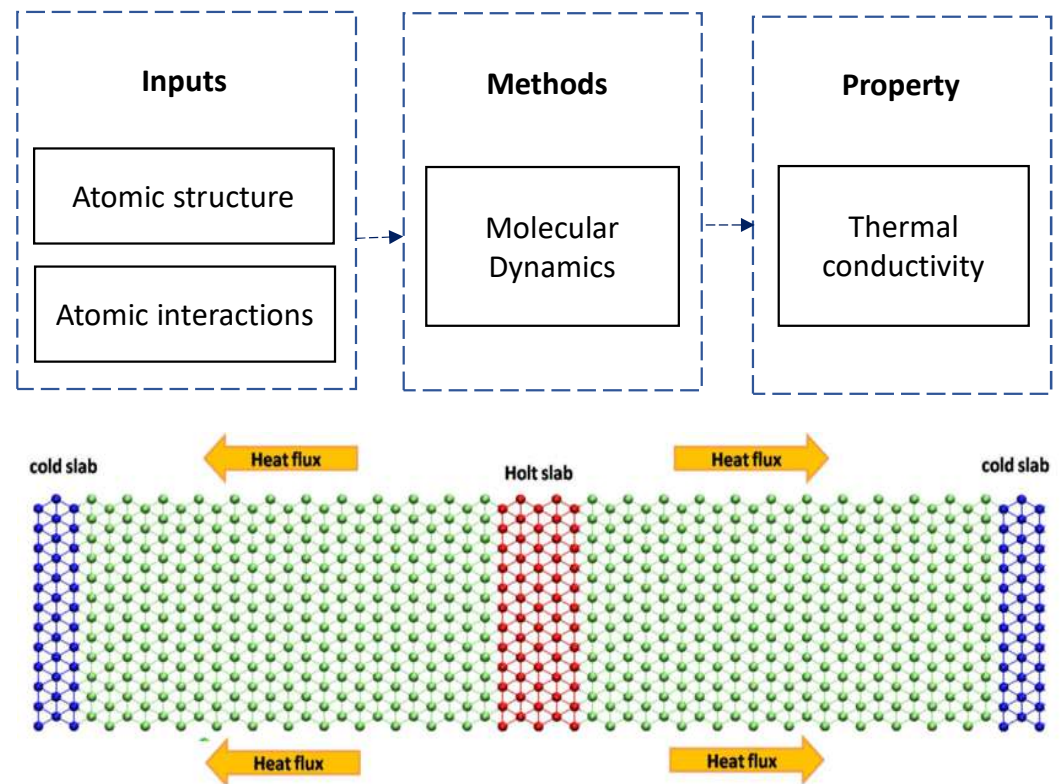 Inputs
Methods
Property
Atomic structure
Atomic interactions
Molecular
Dynamics
Thermal
conductivity
cold slab
Heat flux
Holt slab
Heat flux
cold slab
Heat flux
Heat flux